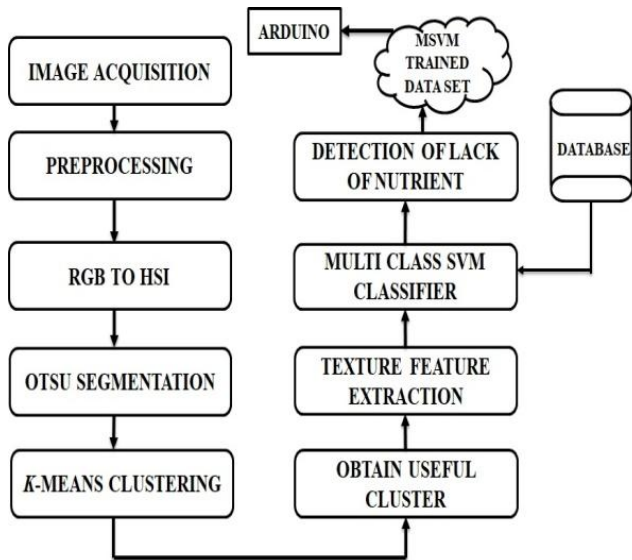 IMAGE ACQUISITION
PREPROCESSING
RGB TO HSI
OTSU SEGMENTATION
K-MEANS CLUSTERING
OBTAIN USEFUL
CLUSTER
TEXTURE FEATURE
EXTRACTION
MULTI CLASS SVM
CLASSIFIER
DATABASE
DETECTION OF LACK
OF NUTRIENT
MSVM
TRAINED
DATA SET
ARDUINO